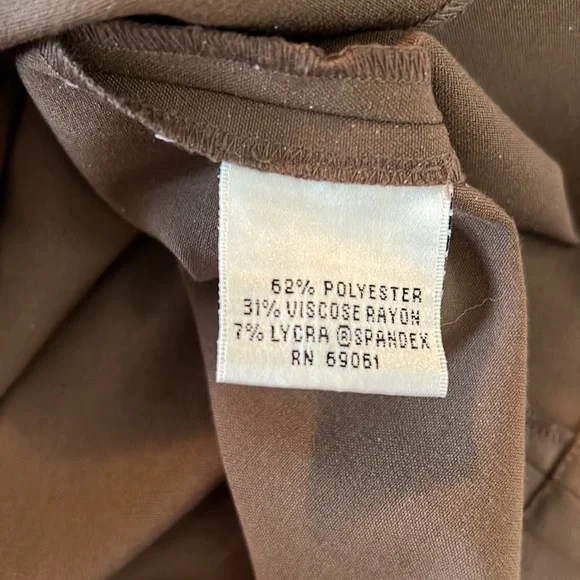 62% POLYESTER
31% VISCOSE RAYON
7% LYCRA ® SPANDEX
RN 69061